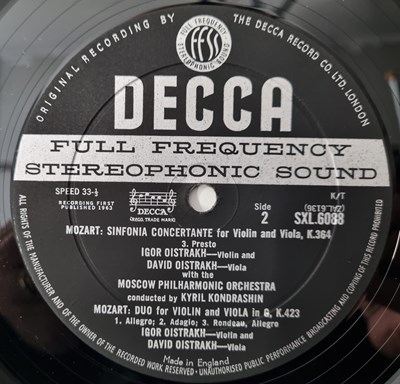 ORIGINAL RECORDING BY
THE DECCA RECORD CO. LTD. LONDON
FULL FREQUENCY
ffss
STEREOPHONIC SOUND
DECCA
FULL FREQUENCY
STEREOPHONIC SOUND
SPEED 33⅓
K/T
RECORDING FIRST
PUBLISHED 1963
DECCA
(REGD. TRADE MARK)
Side
2
SXL.6088
MOZART: SINFONIA CONCERTANTE for Violin and Viola, K.364
3. Presto
IGOR OISTRAKH—Violin and
DAVID OISTRAKH—Viola
with the
MOSCOW PHILHARMONIC ORCHESTRA
conducted by KYRIL KONDRASHIN
MOZART: DUO for VIOLIN and VIOLA in G, K.423
1. Allegro; 2. Adagio; 3. Rondeau, Allegro
IGOR OISTRAKH—Violin and
DAVID OISTRAKH—Viola
Made in England
ALL RIGHTS OF THE MANUFACTURER AND OF THE OWNER OF THE RECORDED WORK RESERVED. UNAUTHORISED PUBLIC PERFORMANCE BROADCASTING AND COPYING OF THIS RECORD PROHIBITED